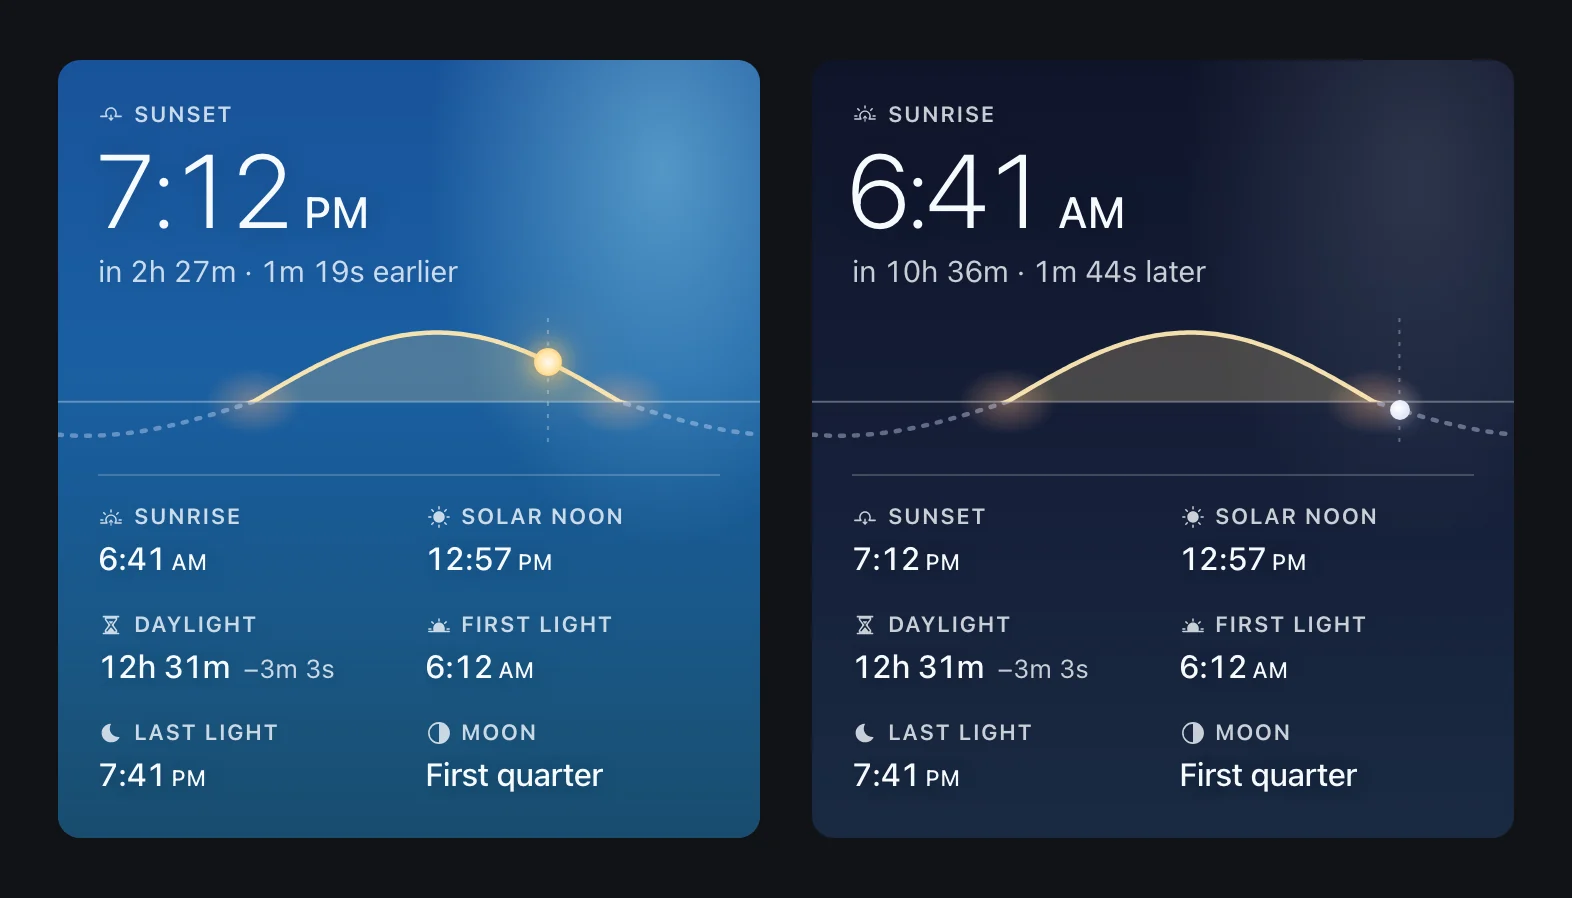 SUNSET
7:12 PM
in 2h 27m · 1m 19s earlier
SUNRISE
6:41 AM
SOLAR NOON
12:57 PM
DAYLIGHT
12h 31m –3m 3s
FIRST LIGHT
6:12 AM
LAST LIGHT
7:41 PM
MOON
First quarter
SUNRISE
6:41 AM
in 10h 36m · 1m 44s later
SUNSET
7:12 PM
SOLAR NOON
12:57 PM
DAYLIGHT
12h 31m –3m 3s
FIRST LIGHT
6:12 AM
LAST LIGHT
7:41 PM
MOON
First quarter